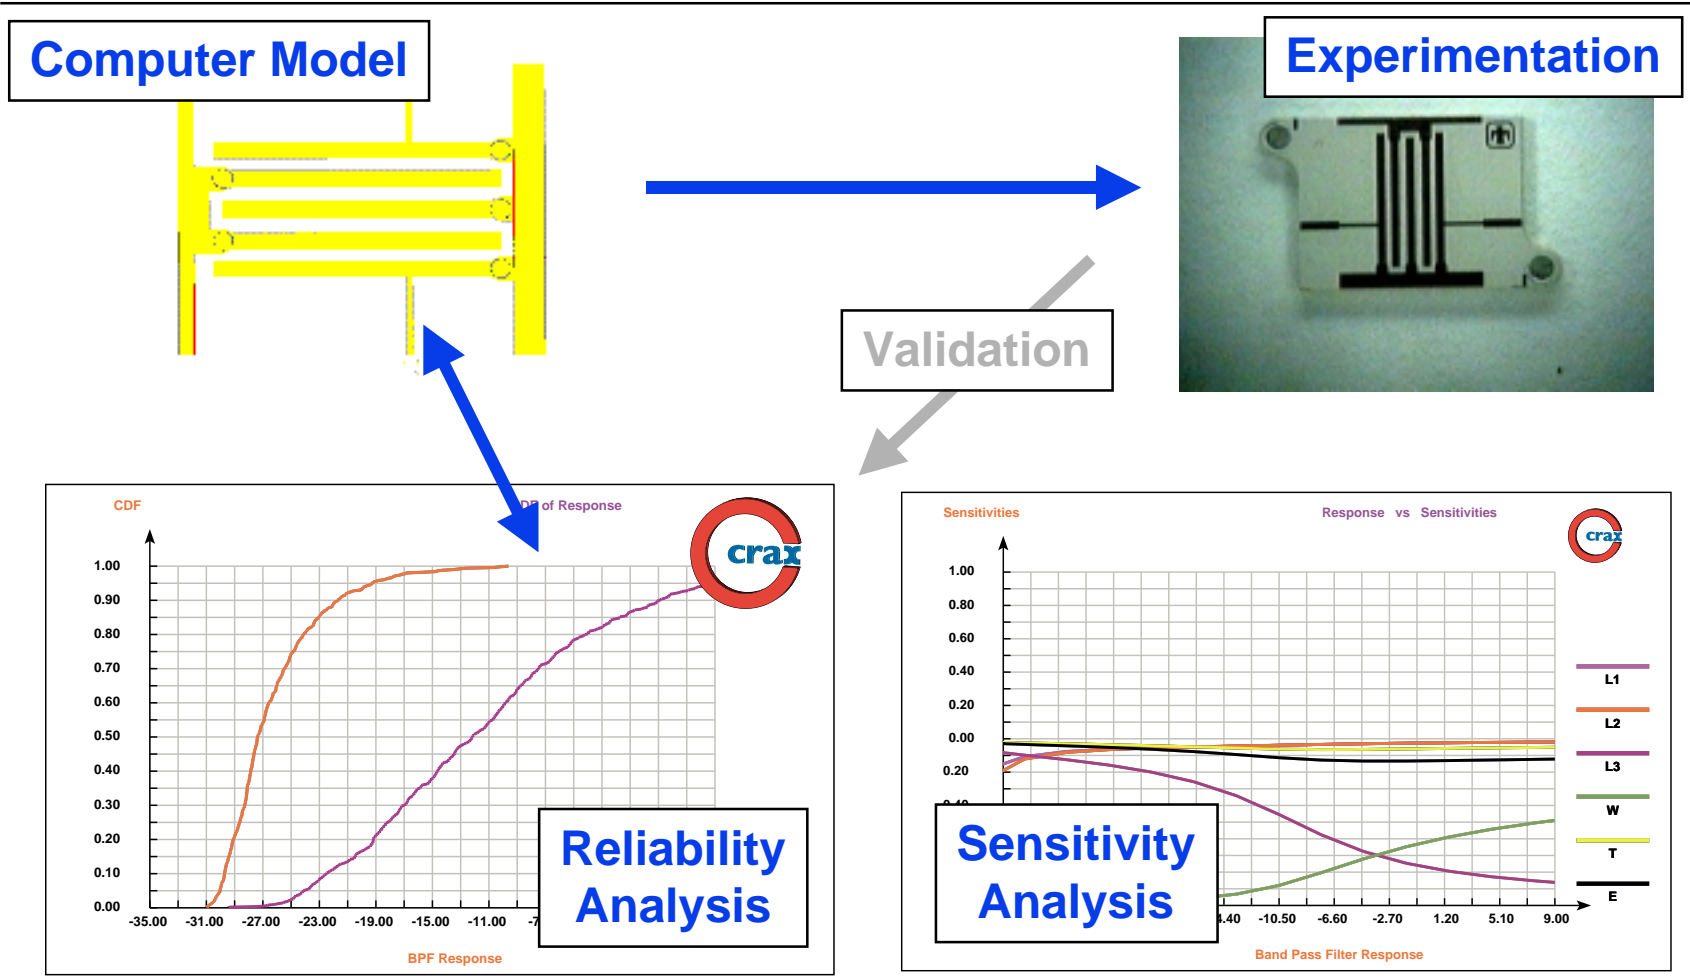 Computer Model
Experimentation
Validation
CDF
of Response
crax
1.00
0.90
0.80
0.70
0.60
0.50
0.40
0.30
0.20
0.10
0.00
-35.00 -31.00 -27.00 -23.00 -19.00 -15.00 -11.00
BPF Response
Reliability
Analysis
Sensitivities
Response vs Sensitivities
crax
1.00
0.80
0.60
0.40
0.20
0.00
0.20
L1
L2
L3
W
T
E
-10.50 -6.60 -2.70 1.20 5.10 9.00
Band Pass Filter Response
Sensitivity
Analysis